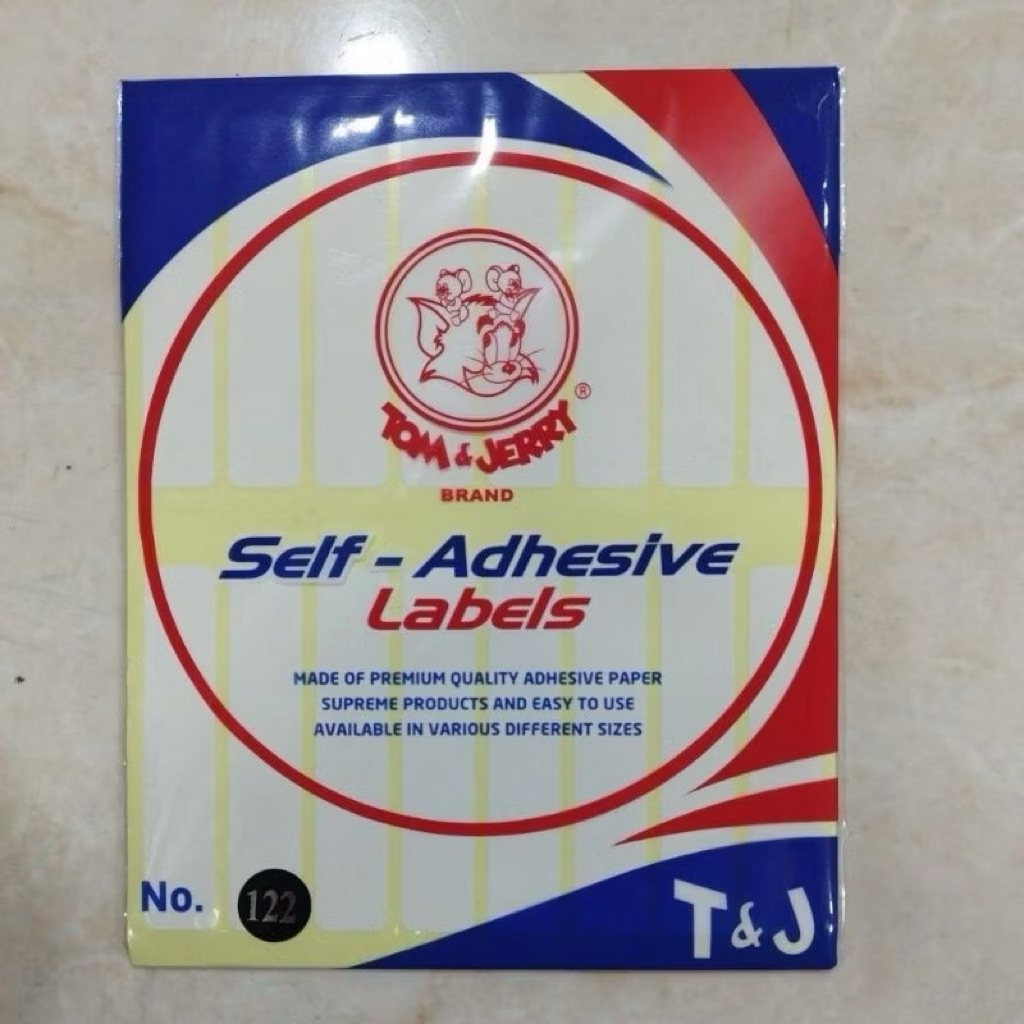 TOM & JERRY ®
BRAND
Self - Adhesive
Labels
MADE OF PREMIUM QUALITY ADHESIVE PAPER
SUPREME PRODUCTS AND EASY TO USE
AVAILABLE IN VARIOUS DIFFERENT SIZES
No. 122
T & J